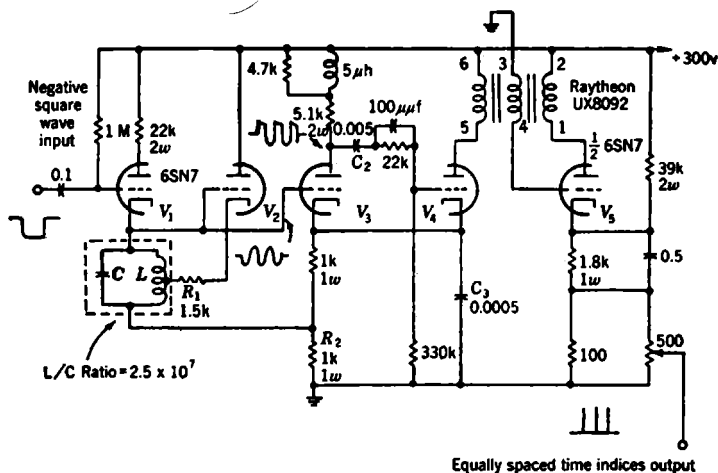 4.7k
5 μh
6
3
2
+300v
Negative
square
wave
input
1 M
22k
2w
5.1k
2w
0.005
100μμf
C2
22k
5
4
1
Raytheon
UX8092
1/2 6SN7
39k
2w
0.1
6SN7
V1
V2
V3
V4
V5
C
L
R1
1.5k
1k
1w
C3
0.0005
1.8k
1w
0.5
R2
1k
1w
330k
100
500
L/C Ratio = 2.5 x 10^7
Equally spaced time indices output